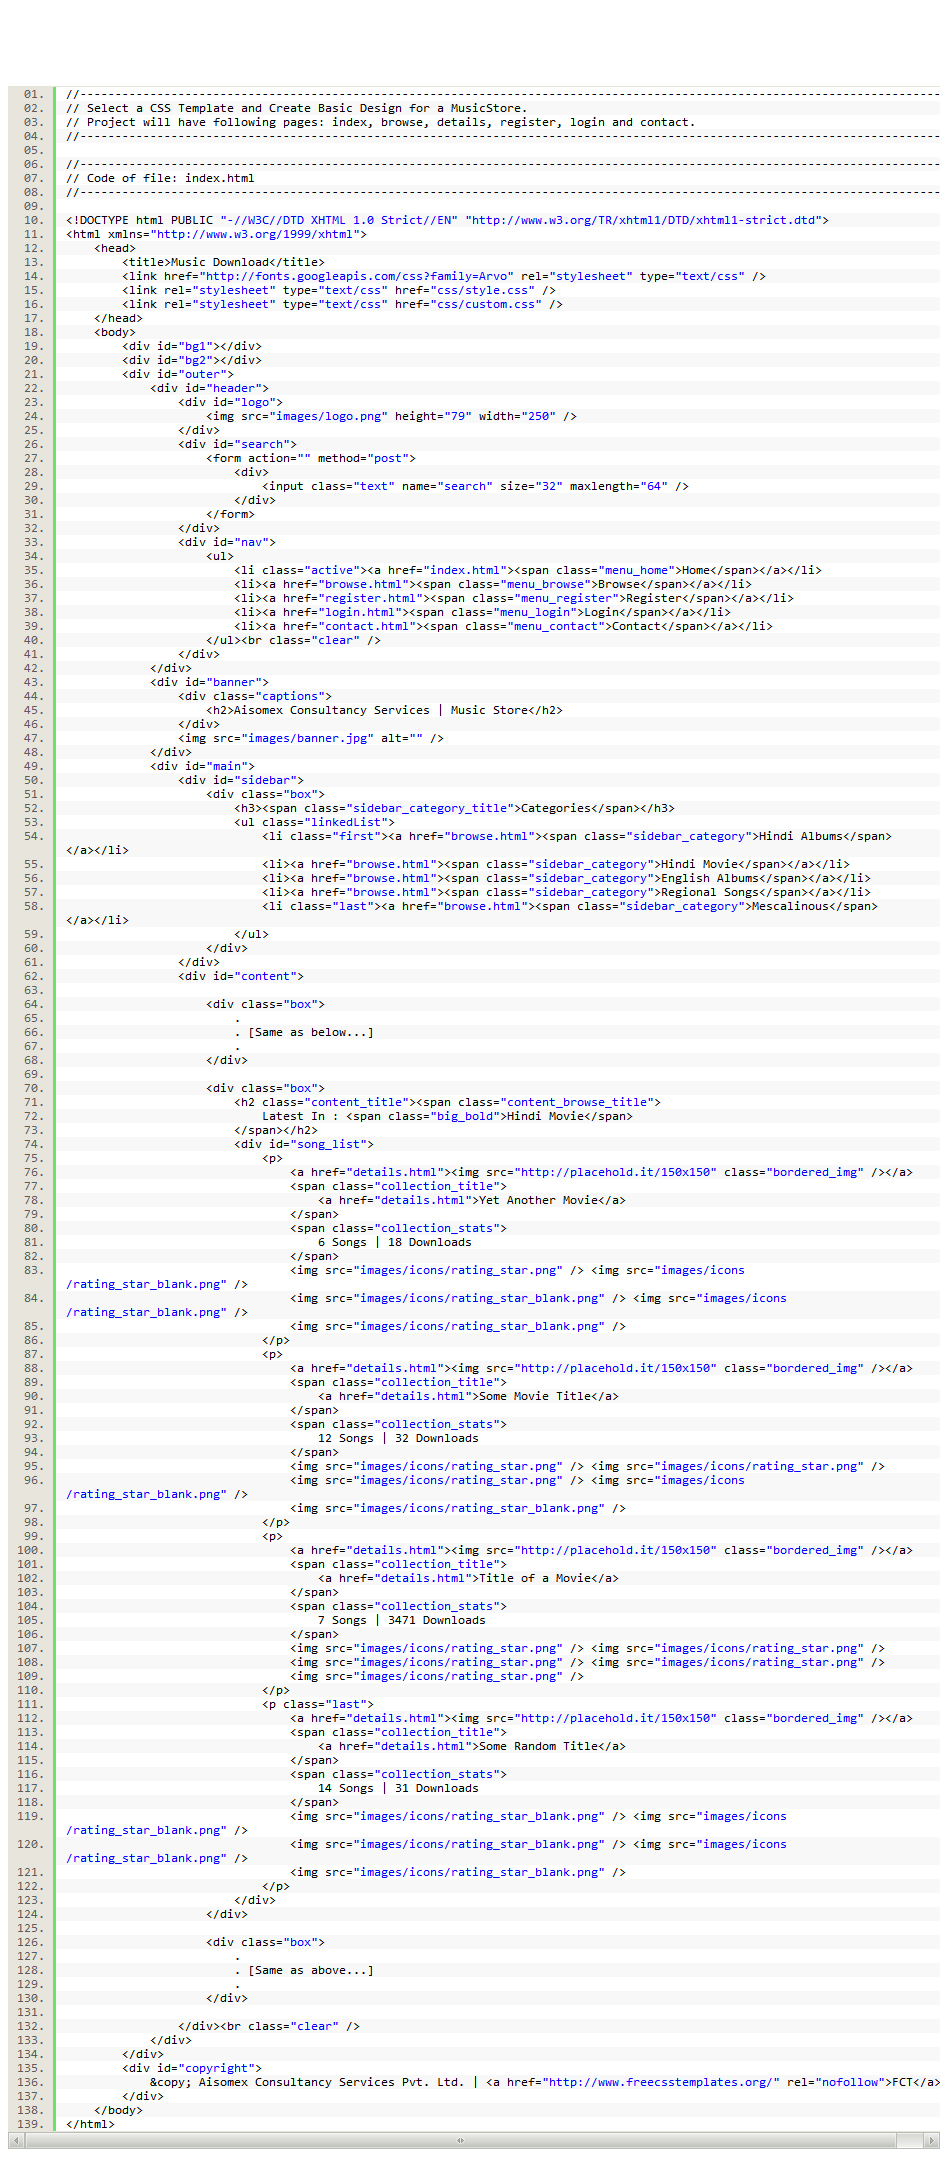 01. //---------------------------------------------------------------------------------------------------------------------------
02. // Select a CSS Template and Create Basic Design for a MusicStore.
03. // Project will have following pages: index, browse, details, register, login and contact.
04. //---------------------------------------------------------------------------------------------------------------------------
05.
06. //---------------------------------------------------------------------------------------------------------------------------
07. // Code of file: index.html
08. //---------------------------------------------------------------------------------------------------------------------------
09.
10. <!DOCTYPE html PUBLIC "-//W3C//DTD XHTML 1.0 Strict//EN" "http://www.w3.org/TR/xhtml1/DTD/xhtml1-strict.dtd">
11. <html xmlns="http://www.w3.org/1999/xhtml">
12.     <head>
13.         <title>Music Download</title>
14.         <link href="http://fonts.googleapis.com/css?family=Arvo" rel="stylesheet" type="text/css" />
15.         <link rel="stylesheet" type="text/css" href="css/style.css" />
16.         <link rel="stylesheet" type="text/css" href="css/custom.css" />
17.     </head>
18.     <body>
19.         <div id="bg1"></div>
20.         <div id="bg2"></div>
21.         <div id="outer">
22.             <div id="header">
23.                 <div id="logo">
24.                     <img src="images/logo.png" height="79" width="250" />
25.                 </div>
26.                 <div id="search">
27.                     <form action="" method="post">
28.                         <div>
29.                             <input class="text" name="search" size="32" maxlength="64" />
30.                         </div>
31.                     </form>
32.                 </div>
33.                 <div id="nav">
34.                     <ul>
35.                         <li class="active"><a href="index.html"><span class="menu_home">Home</span></a></li>
36.                         <li><a href="browse.html"><span class="menu_browse">Browse</span></a></li>
37.                         <li><a href="register.html"><span class="menu_register">Register</span></a></li>
38.                         <li><a href="login.html"><span class="menu_login">Login</span></a></li>
39.                         <li><a href="contact.html"><span class="menu_contact">Contact</span></a></li>
40.                     </ul><br class="clear" />
41.                 </div>
42.             </div>
43.             <div id="banner">
44.                 <div class="captions">
45.                     <h2>Aisomex Consultancy Services | Music Store</h2>
46.                 </div>
47.                 <img src="images/banner.jpg" alt="" />
48.             </div>
49.             <div id="main">
50.                 <div id="sidebar">
51.                     <div class="box">
52.                         <h3><span class="sidebar_category_title">Categories</span></h3>
53.                         <ul class="linkedList">
54.                             <li class="first"><a href="browse.html"><span class="sidebar_category">Hindi Albums</span>
</a></li>
55.                             <li><a href="browse.html"><span class="sidebar_category">Hindi Movie</span></a></li>
56.                             <li><a href="browse.html"><span class="sidebar_category">English Albums</span></a></li>
57.                             <li><a href="browse.html"><span class="sidebar_category">Regional Songs</span></a></li>
58.                             <li class="last"><a href="browse.html"><span class="sidebar_category">Mescalinous</span>
</a></li>
59.                         </ul>
60.                     </div>
61.                 </div>
62.                 <div id="content">
63.
64.                     <div class="box">
65.                         .
66.                         . [Same as below...]
67.                         .
68.                     </div>
69.
70.                     <div class="box">
71.                         <h2 class="content_title"><span class="content_browse_title">
72.                             Latest In : <span class="big_bold">Hindi Movie</span>
73.                         </span></h2>
74.                         <div id="song_list">
75.                             <p>
76.                                 <a href="details.html"><img src="http://placehold.it/150x150" class="bordered_img" /></a>
77.                                 <span class="collection_title">
78.                                     <a href="details.html">Yet Another Movie</a>
79.                                 </span>
80.                                 <span class="collection_stats">
81.                                     6 Songs | 18 Downloads
82.                                 </span>
83.                                 <img src="images/icons/rating_star.png" /> <img src="images/icons
/rating_star_blank.png" />
84.                                 <img src="images/icons/rating_star_blank.png" /> <img src="images/icons
/rating_star_blank.png" />
85.                                 <img src="images/icons/rating_star_blank.png" />
86.                             </p>
87.                             <p>
88.                                 <a href="details.html"><img src="http://placehold.it/150x150" class="bordered_img" /></a>
89.                                 <span class="collection_title">
90.                                     <a href="details.html">Some Movie Title</a>
91.                                 </span>
92.                                 <span class="collection_stats">
93.                                     12 Songs | 32 Downloads
94.                                 </span>
95.                                 <img src="images/icons/rating_star.png" /> <img src="images/icons/rating_star.png" />
96.                                 <img src="images/icons/rating_star.png" /> <img src="images/icons
/rating_star_blank.png" />
97.                                 <img src="images/icons/rating_star_blank.png" />
98.                             </p>
99.                             <p>
100.                                 <a href="details.html"><img src="http://placehold.it/150x150" class="bordered_img" /></a>
101.                                 <span class="collection_title">
102.                                     <a href="details.html">Title of a Movie</a>
103.                                 </span>
104.                                 <span class="collection_stats">
105.                                     7 Songs | 3471 Downloads
106.                                 </span>
107.                                 <img src="images/icons/rating_star.png" /> <img src="images/icons/rating_star.png" />
108.                                 <img src="images/icons/rating_star.png" /> <img src="images/icons/rating_star.png" />
109.                                 <img src="images/icons/rating_star.png" />
110.                             </p>
111.                             <p class="last">
112.                                 <a href="details.html"><img src="http://placehold.it/150x150" class="bordered_img" /></a>
113.                                 <span class="collection_title">
114.                                     <a href="details.html">Some Random Title</a>
115.                                 </span>
116.                                 <span class="collection_stats">
117.                                     14 Songs | 31 Downloads
118.                                 </span>
119.                                 <img src="images/icons/rating_star_blank.png" /> <img src="images/icons
/rating_star_blank.png" />
120.                                 <img src="images/icons/rating_star_blank.png" /> <img src="images/icons
/rating_star_blank.png" />
121.                                 <img src="images/icons/rating_star_blank.png" />
122.                             </p>
123.                         </div>
124.                     </div>
125.
126.                     <div class="box">
127.                         .
128.                         . [Same as above...]
129.                         .
130.                     </div>
131.
132.                 </div><br class="clear" />
133.             </div>
134.         </div>
135.         <div id="copyright">
136.             &copy; Aisomex Consultancy Services Pvt. Ltd. | <a href="http://www.freecsstemplates.org/" rel="nofollow">FCT</a>
137.         </div>
138.     </body>
139. </html>